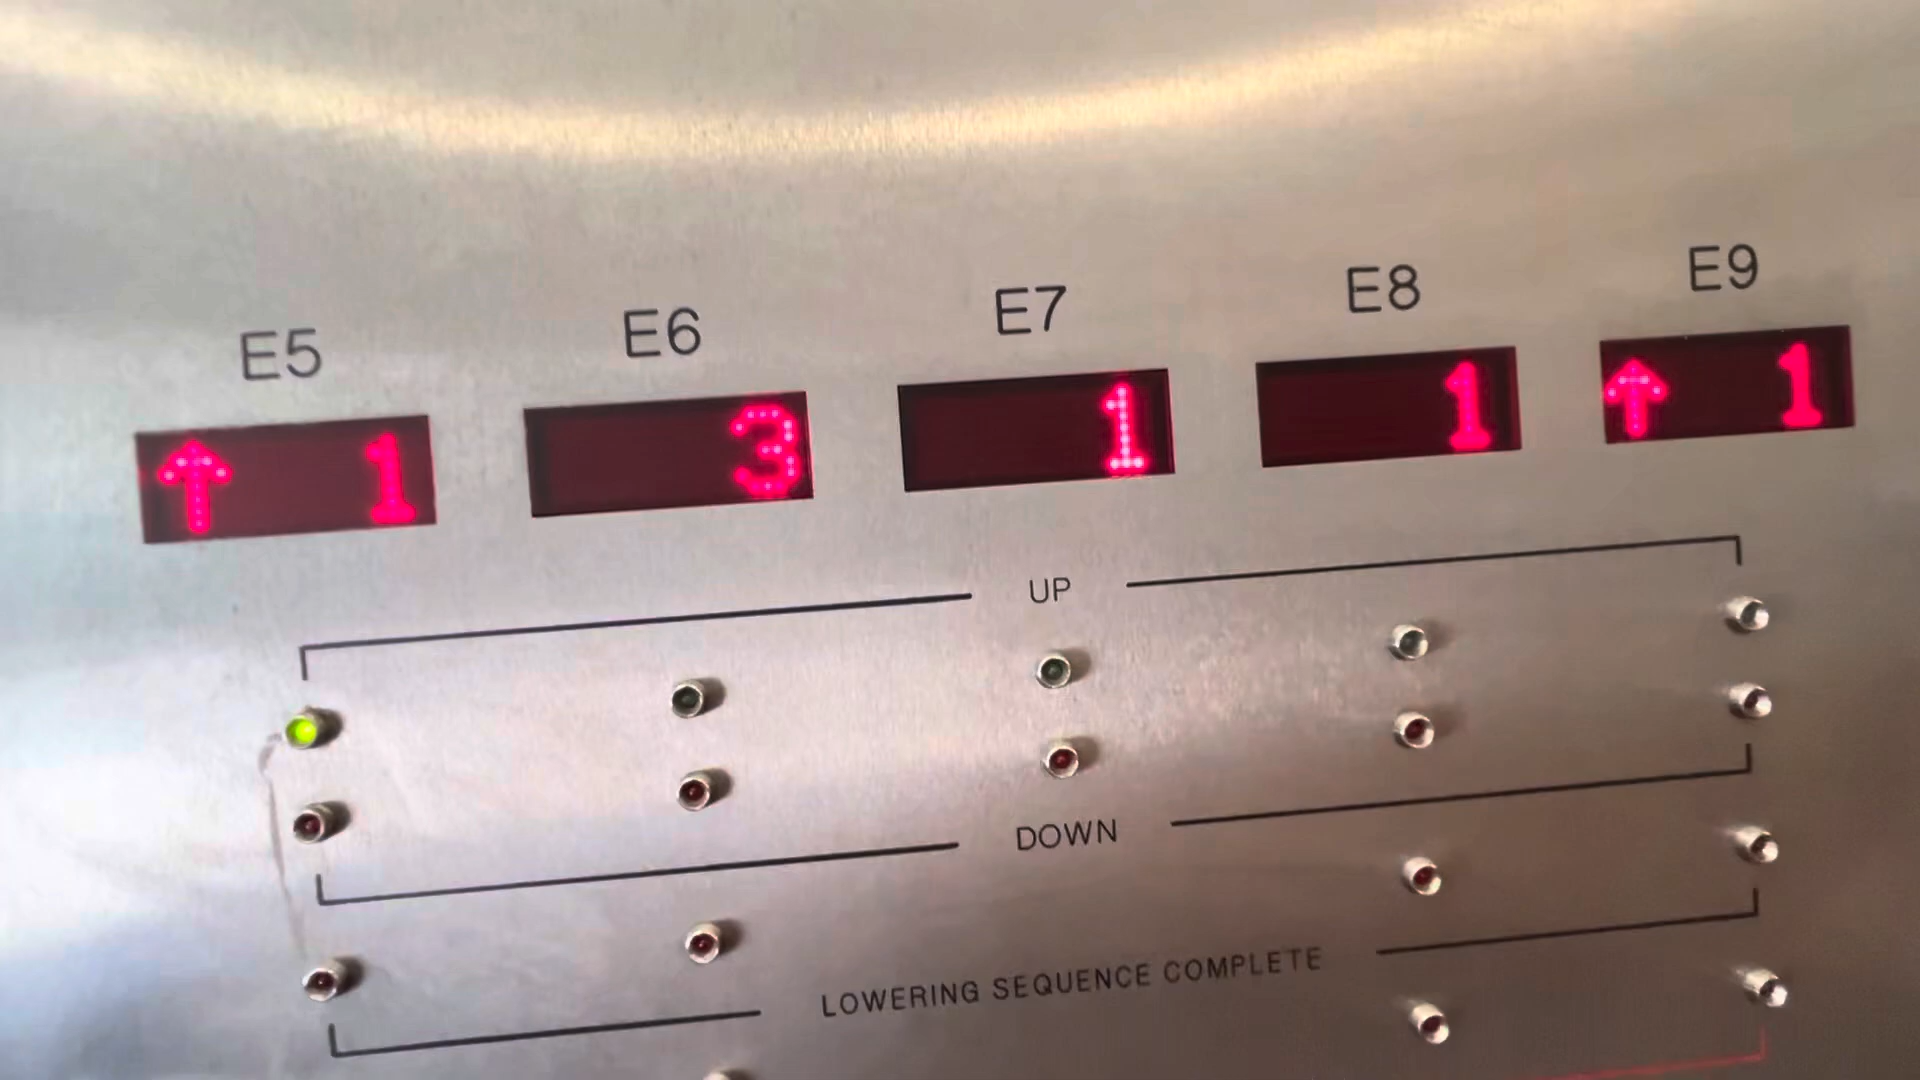 E5 E6 E7 E8 E9
↑ 1 3 1 1 ↑ 1
UP
DOWN
LOWERING SEQUENCE COMPLETE